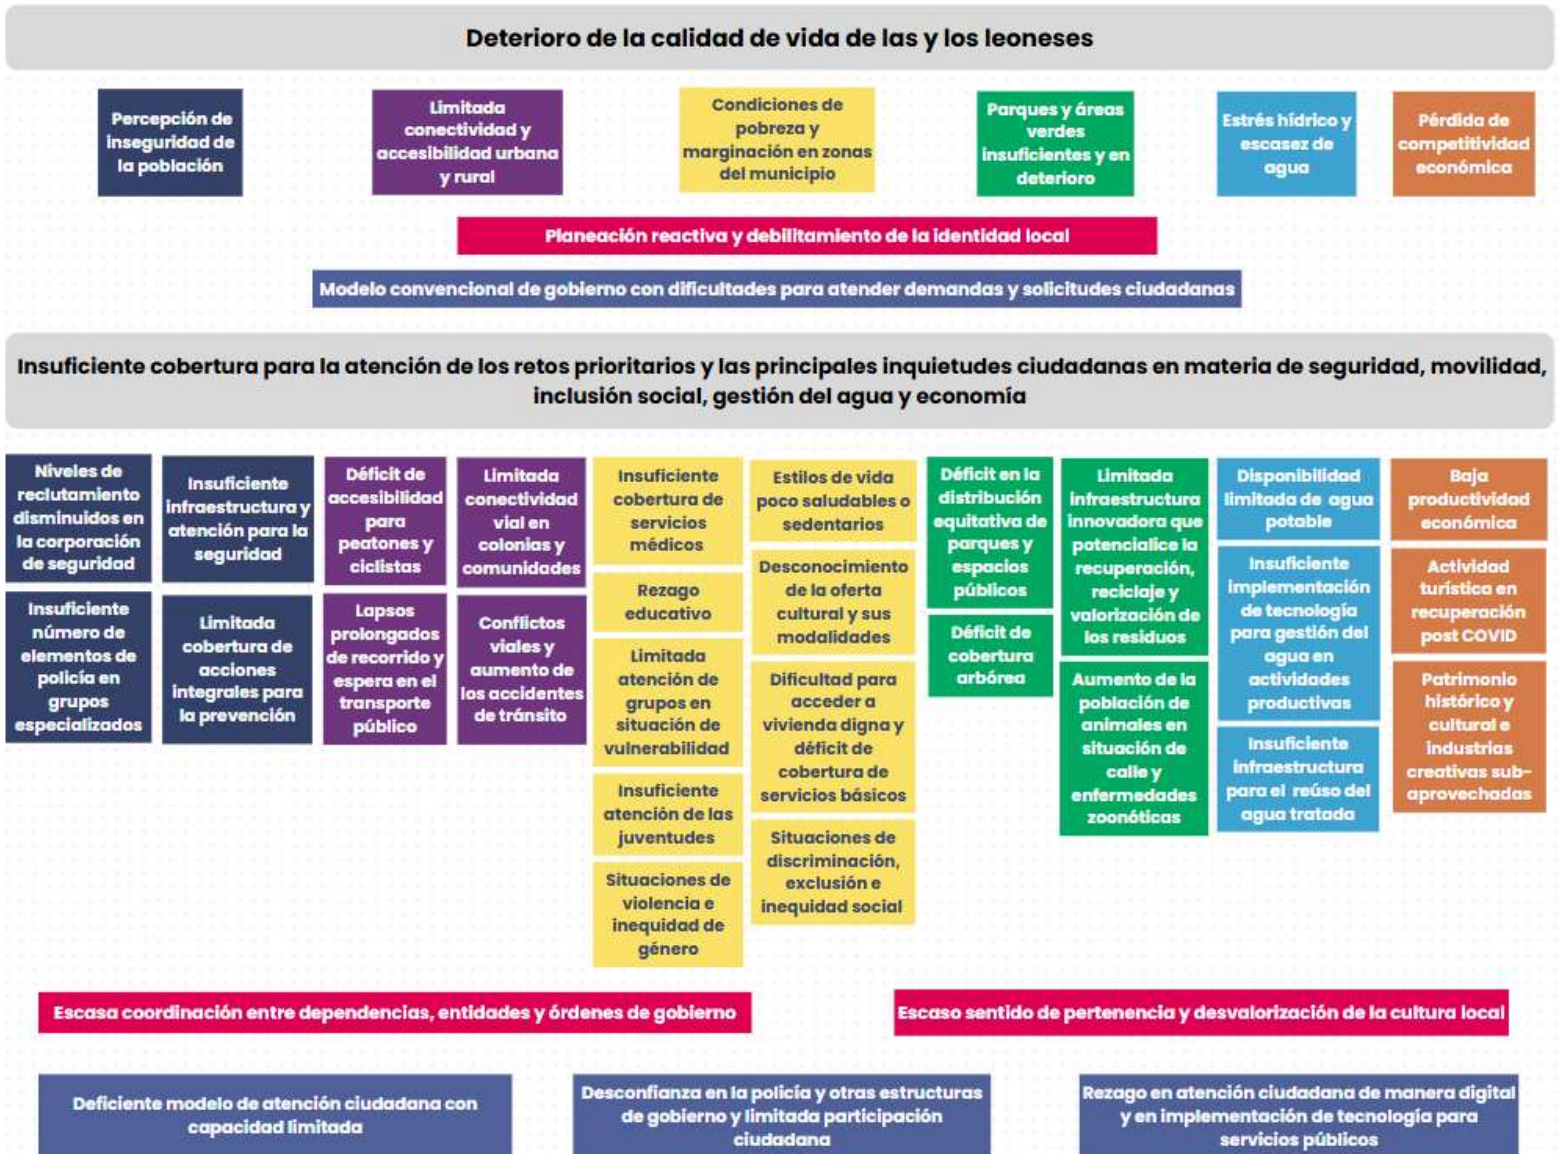 Deterioro de la calidad de vida de las y los leoneses
Percepción de
inseguridad de
la población
Limitada
conectividad y
accesibilidad urbana
y rural
Condiciones de
pobreza y
marginación en zonas
del municipio
Parques y áreas
verdes
insuficientes y en
deterioro
Estrés hídrico y
escasez de
agua
Pérdida de
competitividad
económica
Planeación reactiva y debilitamiento de la identidad local
Modelo convencional de gobierno con dificultades para atender demandas y solicitudes ciudadanas
Insuficiente cobertura para la atención de los retos prioritarios y las principales inquietudes ciudadanas en materia de seguridad, movilidad,
inclusión social, gestión del agua y economía
Niveles de
reclutamiento
disminuidos en
la corporación
de seguridad
Insuficiente
número de
elementos de
policía en
grupos
especializados
Insuficiente
infraestructura y
atención para la
seguridad
Limitada
cobertura de
acciones
integrales para
la prevención
Déficit de
accesibilidad
para
peatones y
ciclistas
Lapsos
prolongados
de recorrido y
espera en el
transporte
público
Limitada
conectividad
vial en
colonias y
comunidades
Conflictos
viales y
aumento de
los accidentes
de tránsito
Insuficiente
cobertura de
servicios
médicos
Rezago
educativo
Limitada
atención de
grupos en
situación de
vulnerabilidad
Insuficiente
atención de las
juventudes
Situaciones de
violencia e
inequidad de
género
Estilos de vida
poco saludables o
sedentarios
Desconocimiento
de la oferta
cultural y sus
modalidades
Dificultad para
acceder a
vivienda digna y
déficit de
cobertura de
servicios básicos
Situaciones de
discriminación,
exclusión e
inequidad social
Déficit en la
distribución
equitativa de
parques y
espacios
públicos
Déficit de
cobertura
arbórea
Limitada
infraestructura
innovadora que
potencialice la
recuperación,
reciclaje y
valorización de
los residuos
Aumento de la
población de
animales en
situación de
calle y
enfermedades
zoonóticas
Disponibilidad
limitada de agua
potable
Insuficiente
implementación
de tecnología
para gestión del
agua en
actividades
productivas
Insuficiente
infraestructura
para el reúso del
agua tratada
Baja
productividad
económica
Actividad
turística en
recuperación
post COVID
Patrimonio
histórico y
cultural e
industrias
creativas sub-
aprovechadas
Escasa coordinación entre dependencias, entidades y órdenes de gobierno
Escaso sentido de pertenencia y desvalorización de la cultura local
Deficiente modelo de atención ciudadana con
capacidad limitada
Desconfianza en la policía y otras estructuras
de gobierno y limitada participación
ciudadana
Rezago en atención ciudadana de manera digital
y en implementación de tecnología para
servicios públicos